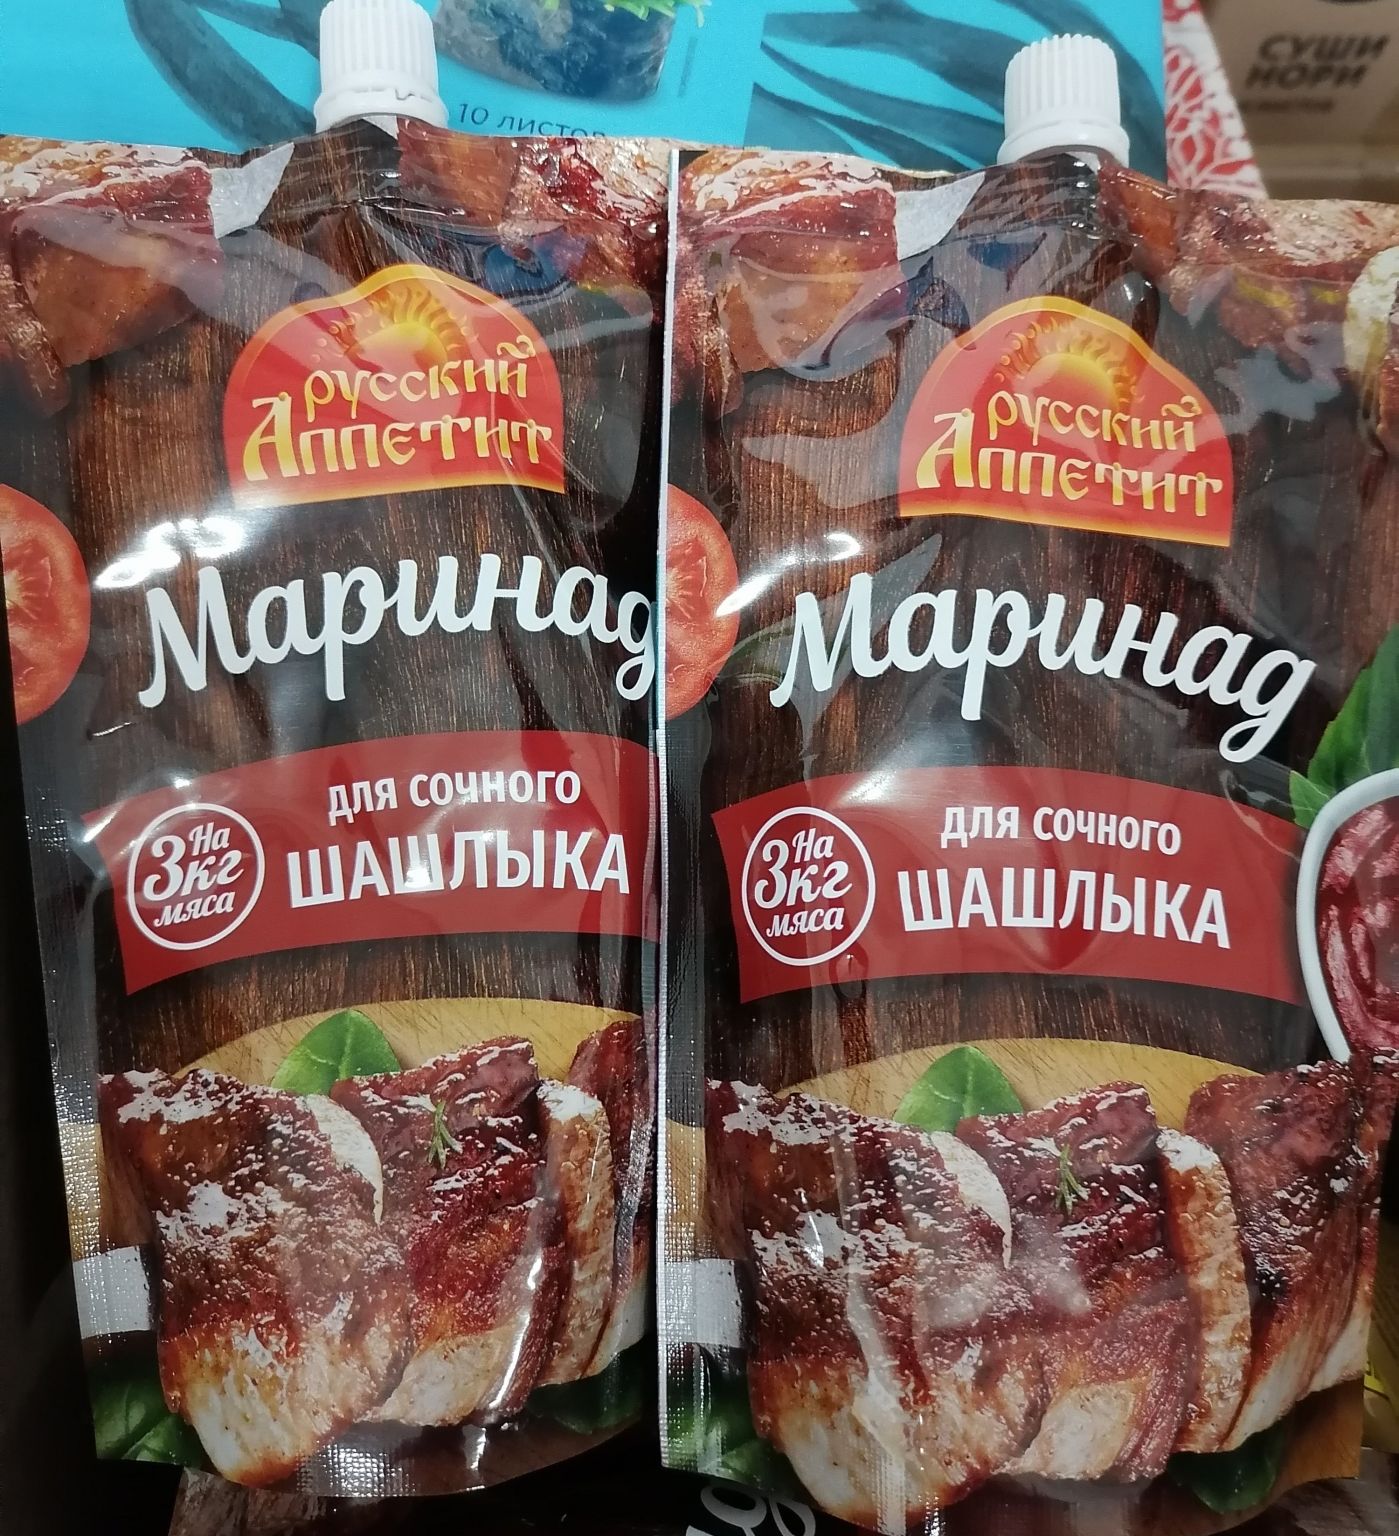 10 листов
СУШИ
НОРИ
русский
Аппетит
Маринад
для сочного
ШАШЛЫКА
На
3кг
мяса
русский
Аппетит
Маринад
для сочного
ШАШЛЫКА
На
3кг
мяса